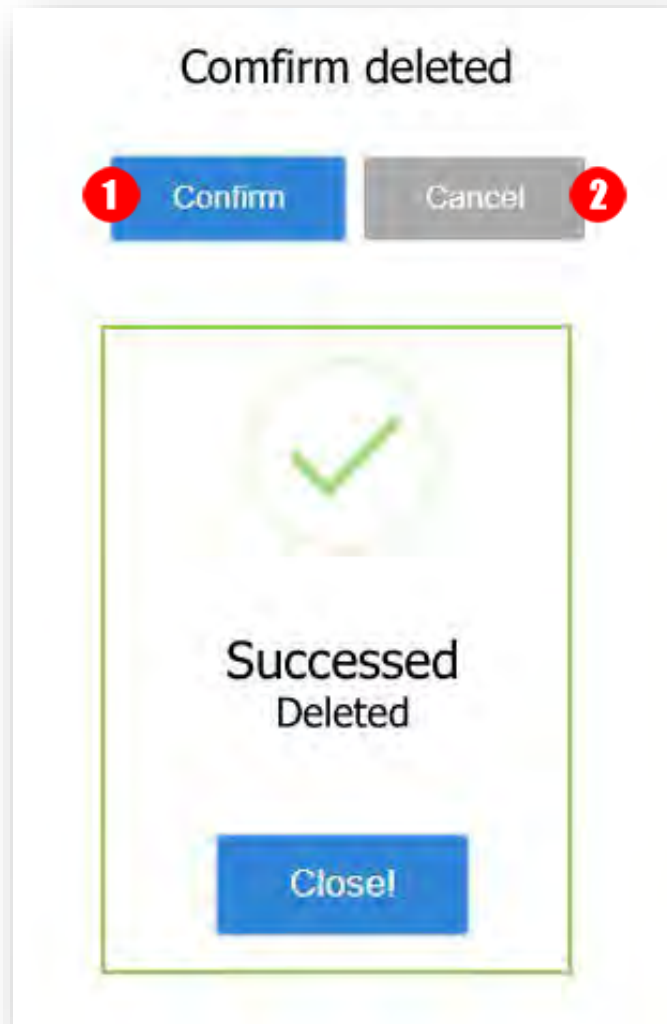 Comfirm deleted
1 Confirm Cancel 2
Successed
Deleted
Close!